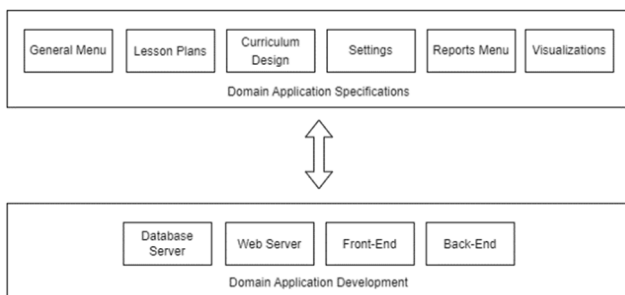 General Menu
Lesson Plans
Curriculum
Design
Settings
Reports Menu
Visualizations
Domain Application Specifications
Database
Server
Web Server
Front-End
Back-End
Domain Application Development